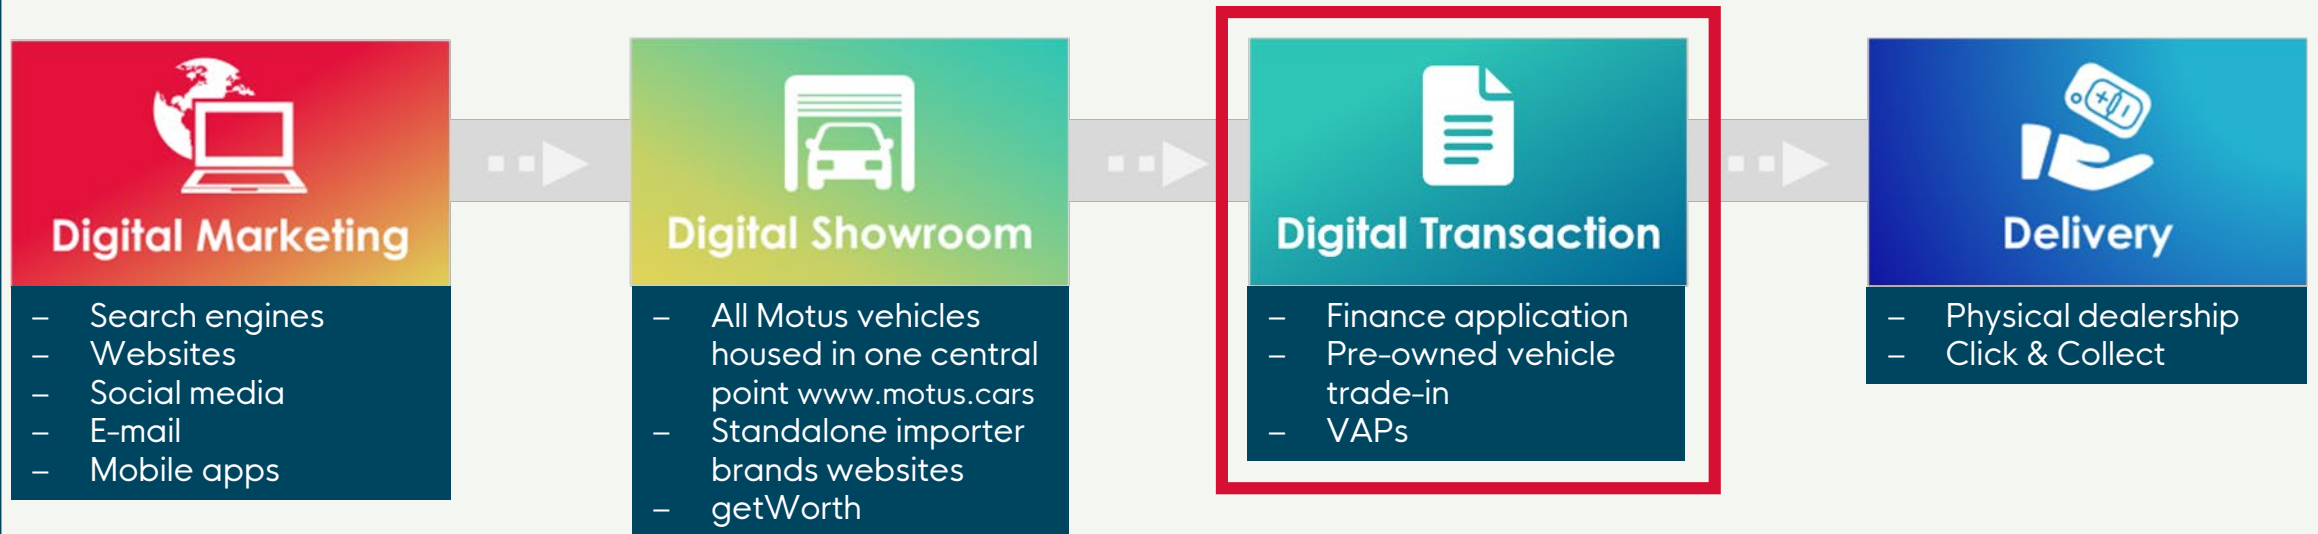 Digital Marketing
– Search engines
– Websites
– Social media
– E-mail
– Mobile apps
Digital Showroom
– All Motus vehicles
housed in one central
point www.motus.cars
– Standalone importer
brands websites
– getWorth
Digital Transaction
– Finance application
– Pre-owned vehicle
trade-in
– VAPs
Delivery
– Physical dealership
– Click & Collect